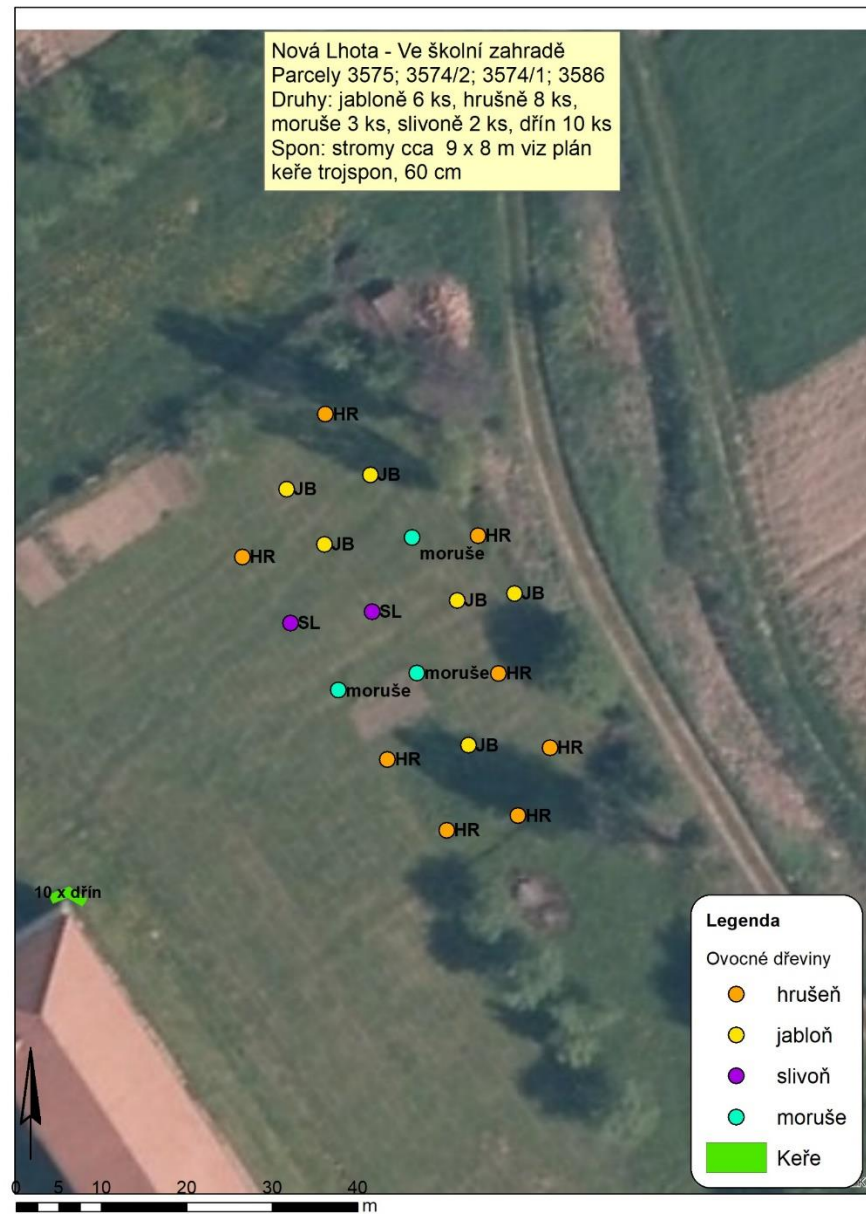 Nová Lhota - Ve školní zahradě
Parcely 3575; 3574/2; 3574/1; 3586
Druhy: jabloně 6 ks, hrušně 8 ks,
moruše 3 ks, slivoně 2 ks, dřín 10 ks
Spon: stromy cca 9 x 8 m viz plán
keře trojspon, 60 cm
HR
JB
JB
HR
moruše
JB
HR
JB
JB
SL
SL
moruše
HR
moruše
JB
HR
HR
HR
HR
10 x dřín
Legenda
Ovocné dřeviny
hrušeň
jabloň
slivoň
moruše
Keře
0 5 10 20 30 40
m